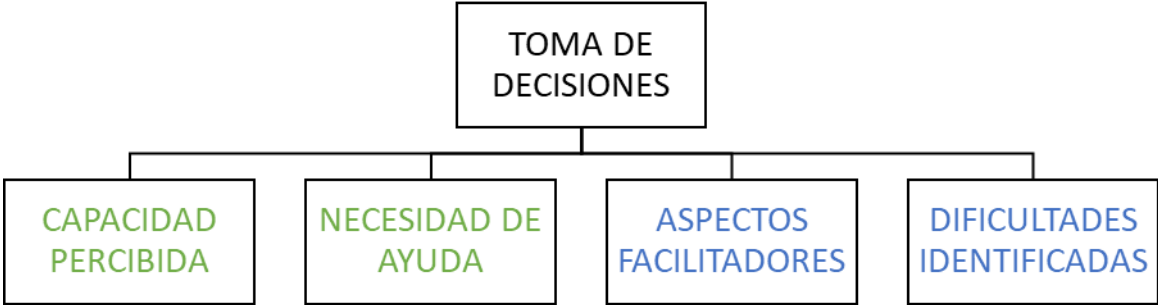 TOMA DE
DECISIONES
CAPACIDAD
PERCIBIDA
NECESIDAD DE
AYUDA
ASPECTOS
FACILITADORES
DIFICULTADES
IDENTIFICADAS